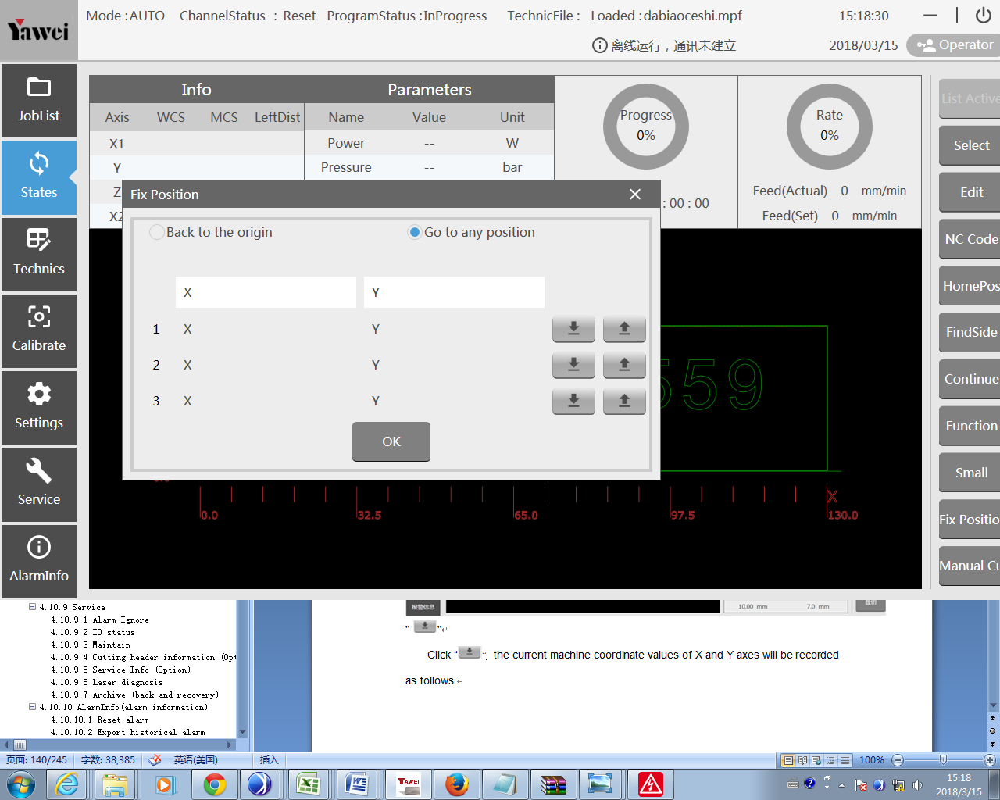 Yawei
Mode :AUTO ChannelStatus : Reset ProgramStatus :InProgress TechnicFile : Loaded :dabiaoceshi.mpf 15:18:30
离线运行，通讯未建立 2018/03/15 Operator
JobList
States
Technics
Calibrate
Settings
Service
AlarmInfo
Info Parameters
Axis WCS MCS LeftDist Name Value Unit
X1 Power -- W
Y Pressure -- bar
Z
X2
Progress
0%
: 00 : 00
Rate
0%
Feed(Actual) 0 mm/min
Feed(Set) 0 mm/min
Fix Position
Back to the origin Go to any position
X Y
1 X Y
2 X Y
3 X Y
OK
559
X
0.0 32.5 65.0 97.5 130.0
List Active
Select
Edit
NC Code
HomePos
FindSide
Continue
Function
Small
Fix Positio
Manual Cu
4.10.9 Service
4.10.9.1 Alarm Ignore
4.10.9.2 IO status
4.10.9.3 Maintain
4.10.9.4 Cutting header information (Opt
4.10.9.5 Service Info (Option)
4.10.9.6 Laser diagnosis
4.10.9.7 Archive (back and recovery)
4.10.10 AlarmInfo(alarm information)
4.10.10.1 Reset alarm
4.10.10.2 Export historical alarm
报警信息 10.00 mm 7.0 mm
” ”
Click “ ”, the current machine coordinate values of X and Y axes will be recorded
as follows.
页面: 140/245 字数: 38,385 英语(美国) 插入 100%
YAWEI
15:18
2018/3/15